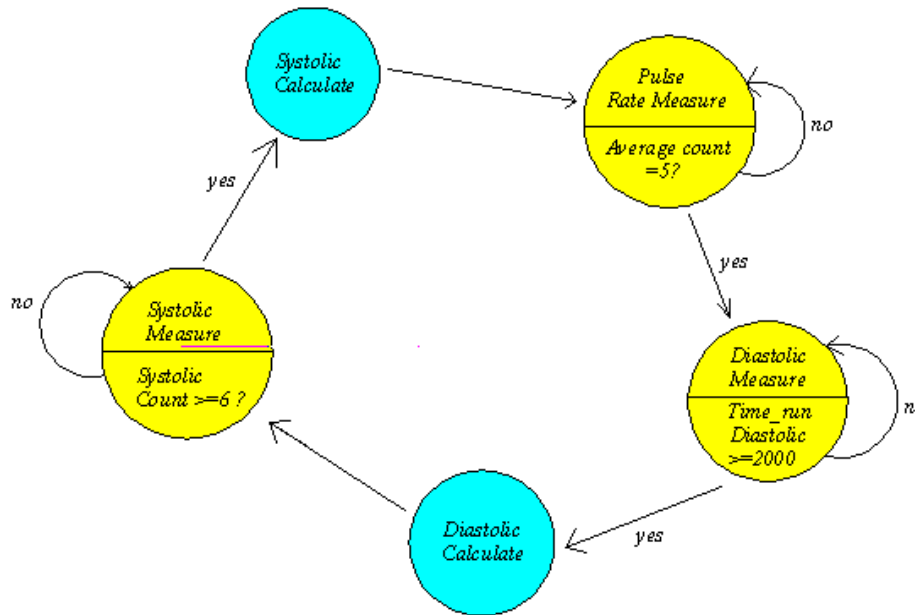 Systolic
Calculate
Pulse
Rate Measure
Average count
=5?
no
yes
yes
no
Systolic
Measure
Systolic
Count >=6 ?
Diastolic
Measure
Time_run
Diastolic
>=2000
n
Diastolic
Calculate
yes